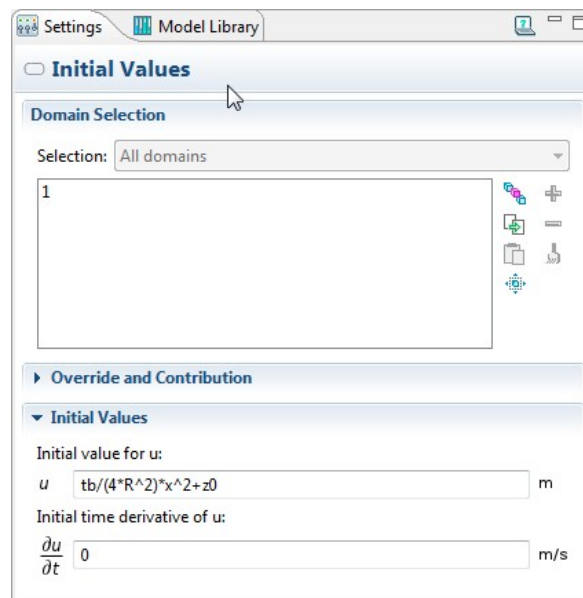 Settings Model Library
Initial Values
Domain Selection
Selection: All domains
1
Override and Contribution
Initial Values
Initial value for u:
u tb/(4*R^2)*x^2+z0 m
Initial time derivative of u:
∂u/∂t 0 m/s